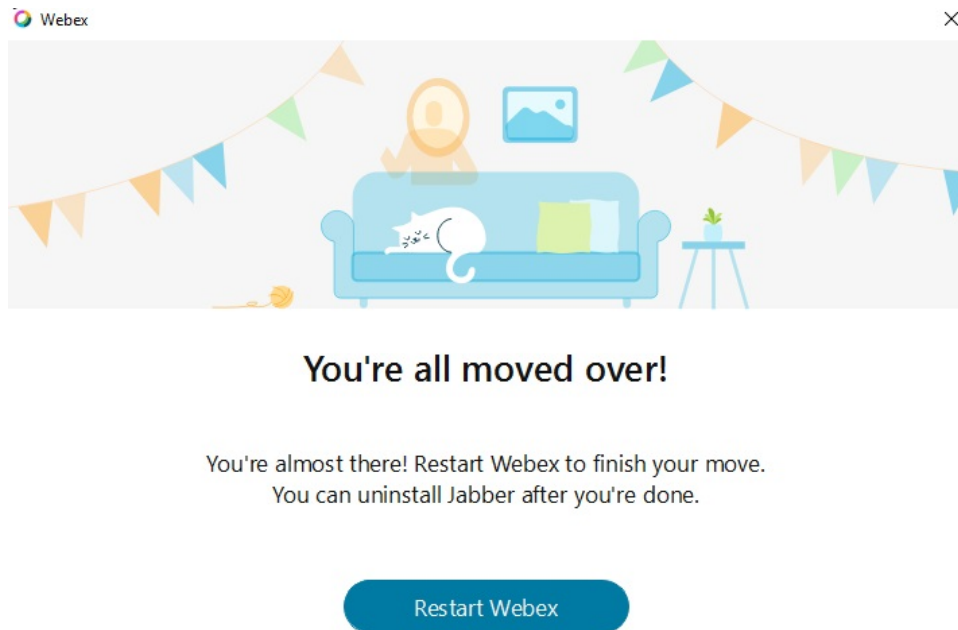 Webex
You're all moved over!
You're almost there! Restart Webex to finish your move.
You can uninstall Jabber after you're done.
Restart Webex